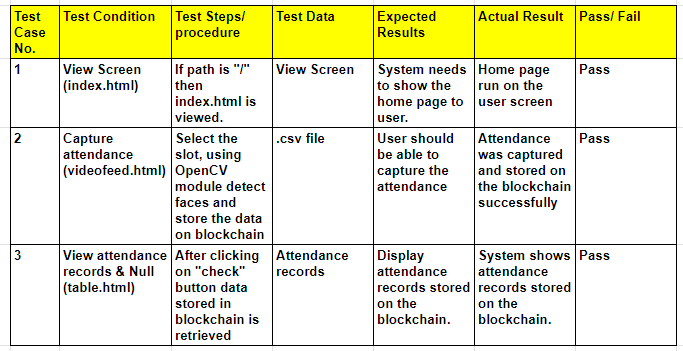 Test Case No.
Test Condition
Test Steps/ procedure
Test Data
Expected Results
Actual Result
Pass/ Fail
1
View Screen
(index.html)
If path is "/"
then
index.html is
viewed.
View Screen
System needs
to show the
home page to
user.
Home page
run on the
user screen
Pass
2
Capture
attendance
(videofeed.html)
Select the
slot, using
OpenCV
module detect
faces and
store the data
on blockchain
.csv file
User should
be able to
capture the
attendance
Attendance
was captured
and stored on
the blockchain
successfully
Pass
3
View attendance
records & Null
(table.html)
After clicking
on "check"
button data
stored in
blockchain is
retrieved
Attendance
records
Display
attendance
records stored
on the
blockchain.
System shows
attendance
records stored
on the
blockchain.
Pass